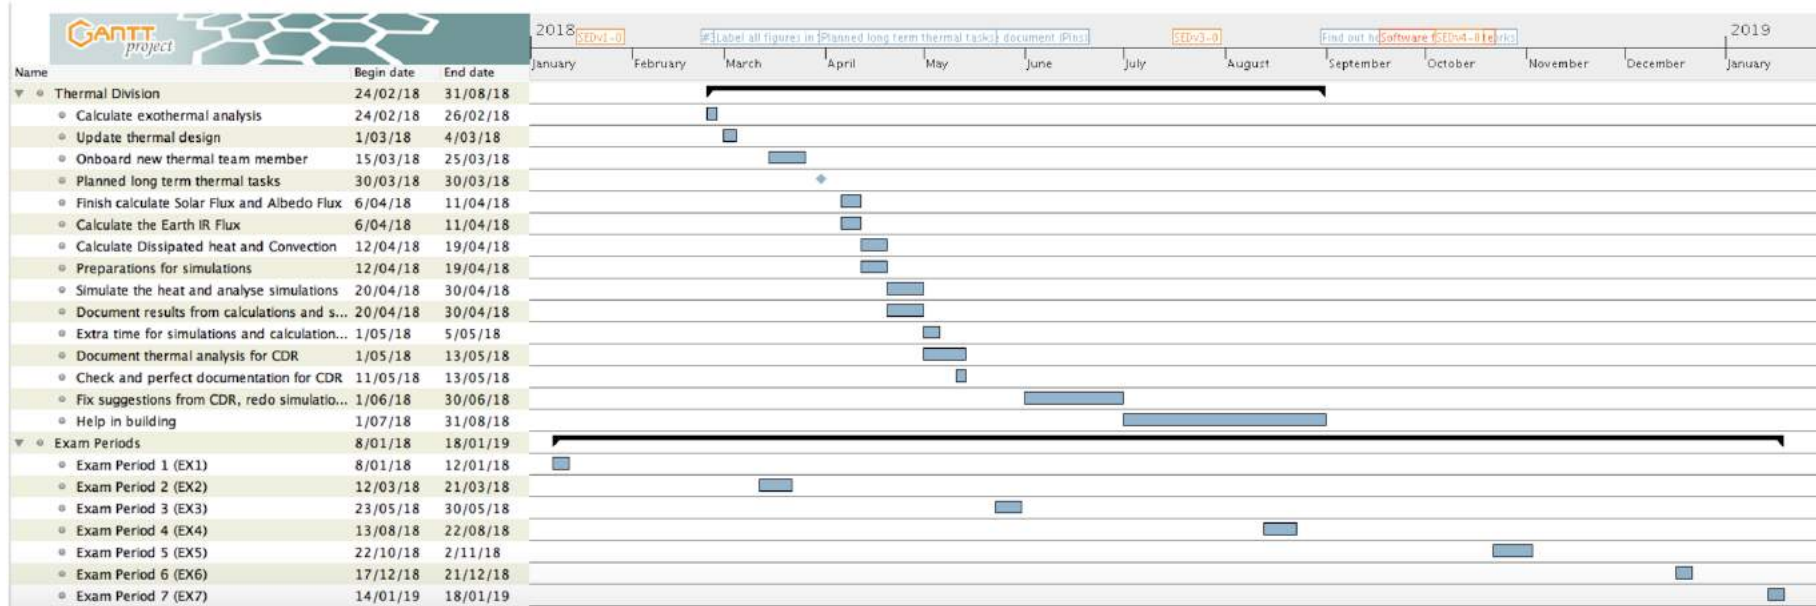 GANTT
project
2018
2019
SEDv1-0
#3 Label all figures in Planned long term thermal tasks document (Pins)
SEDv3-0
Find out Software SEDv4-0
January February March April May June July August September October November December January
Name Begin date End date
Thermal Division 24/02/18 31/08/18
Calculate exothermal analysis 24/02/18 26/02/18
Update thermal design 1/03/18 4/03/18
Onboard new thermal team member 15/03/18 25/03/18
Planned long term thermal tasks 30/03/18 30/03/18
Finish calculate Solar Flux and Albedo Flux 6/04/18 11/04/18
Calculate the Earth IR Flux 6/04/18 11/04/18
Calculate Dissipated heat and Convection 12/04/18 19/04/18
Preparations for simulations 12/04/18 19/04/18
Simulate the heat and analyse simulations 20/04/18 30/04/18
Document results from calculations and s... 20/04/18 30/04/18
Extra time for simulations and calculation... 1/05/18 5/05/18
Document thermal analysis for CDR 1/05/18 13/05/18
Check and perfect documentation for CDR 11/05/18 13/05/18
Fix suggestions from CDR, redo simulatio... 1/06/18 30/06/18
Help in building 1/07/18 31/08/18
Exam Periods 8/01/18 18/01/19
Exam Period 1 (EX1) 8/01/18 12/01/18
Exam Period 2 (EX2) 12/03/18 21/03/18
Exam Period 3 (EX3) 23/05/18 30/05/18
Exam Period 4 (EX4) 13/08/18 22/08/18
Exam Period 5 (EX5) 22/10/18 2/11/18
Exam Period 6 (EX6) 17/12/18 21/12/18
Exam Period 7 (EX7) 14/01/19 18/01/19